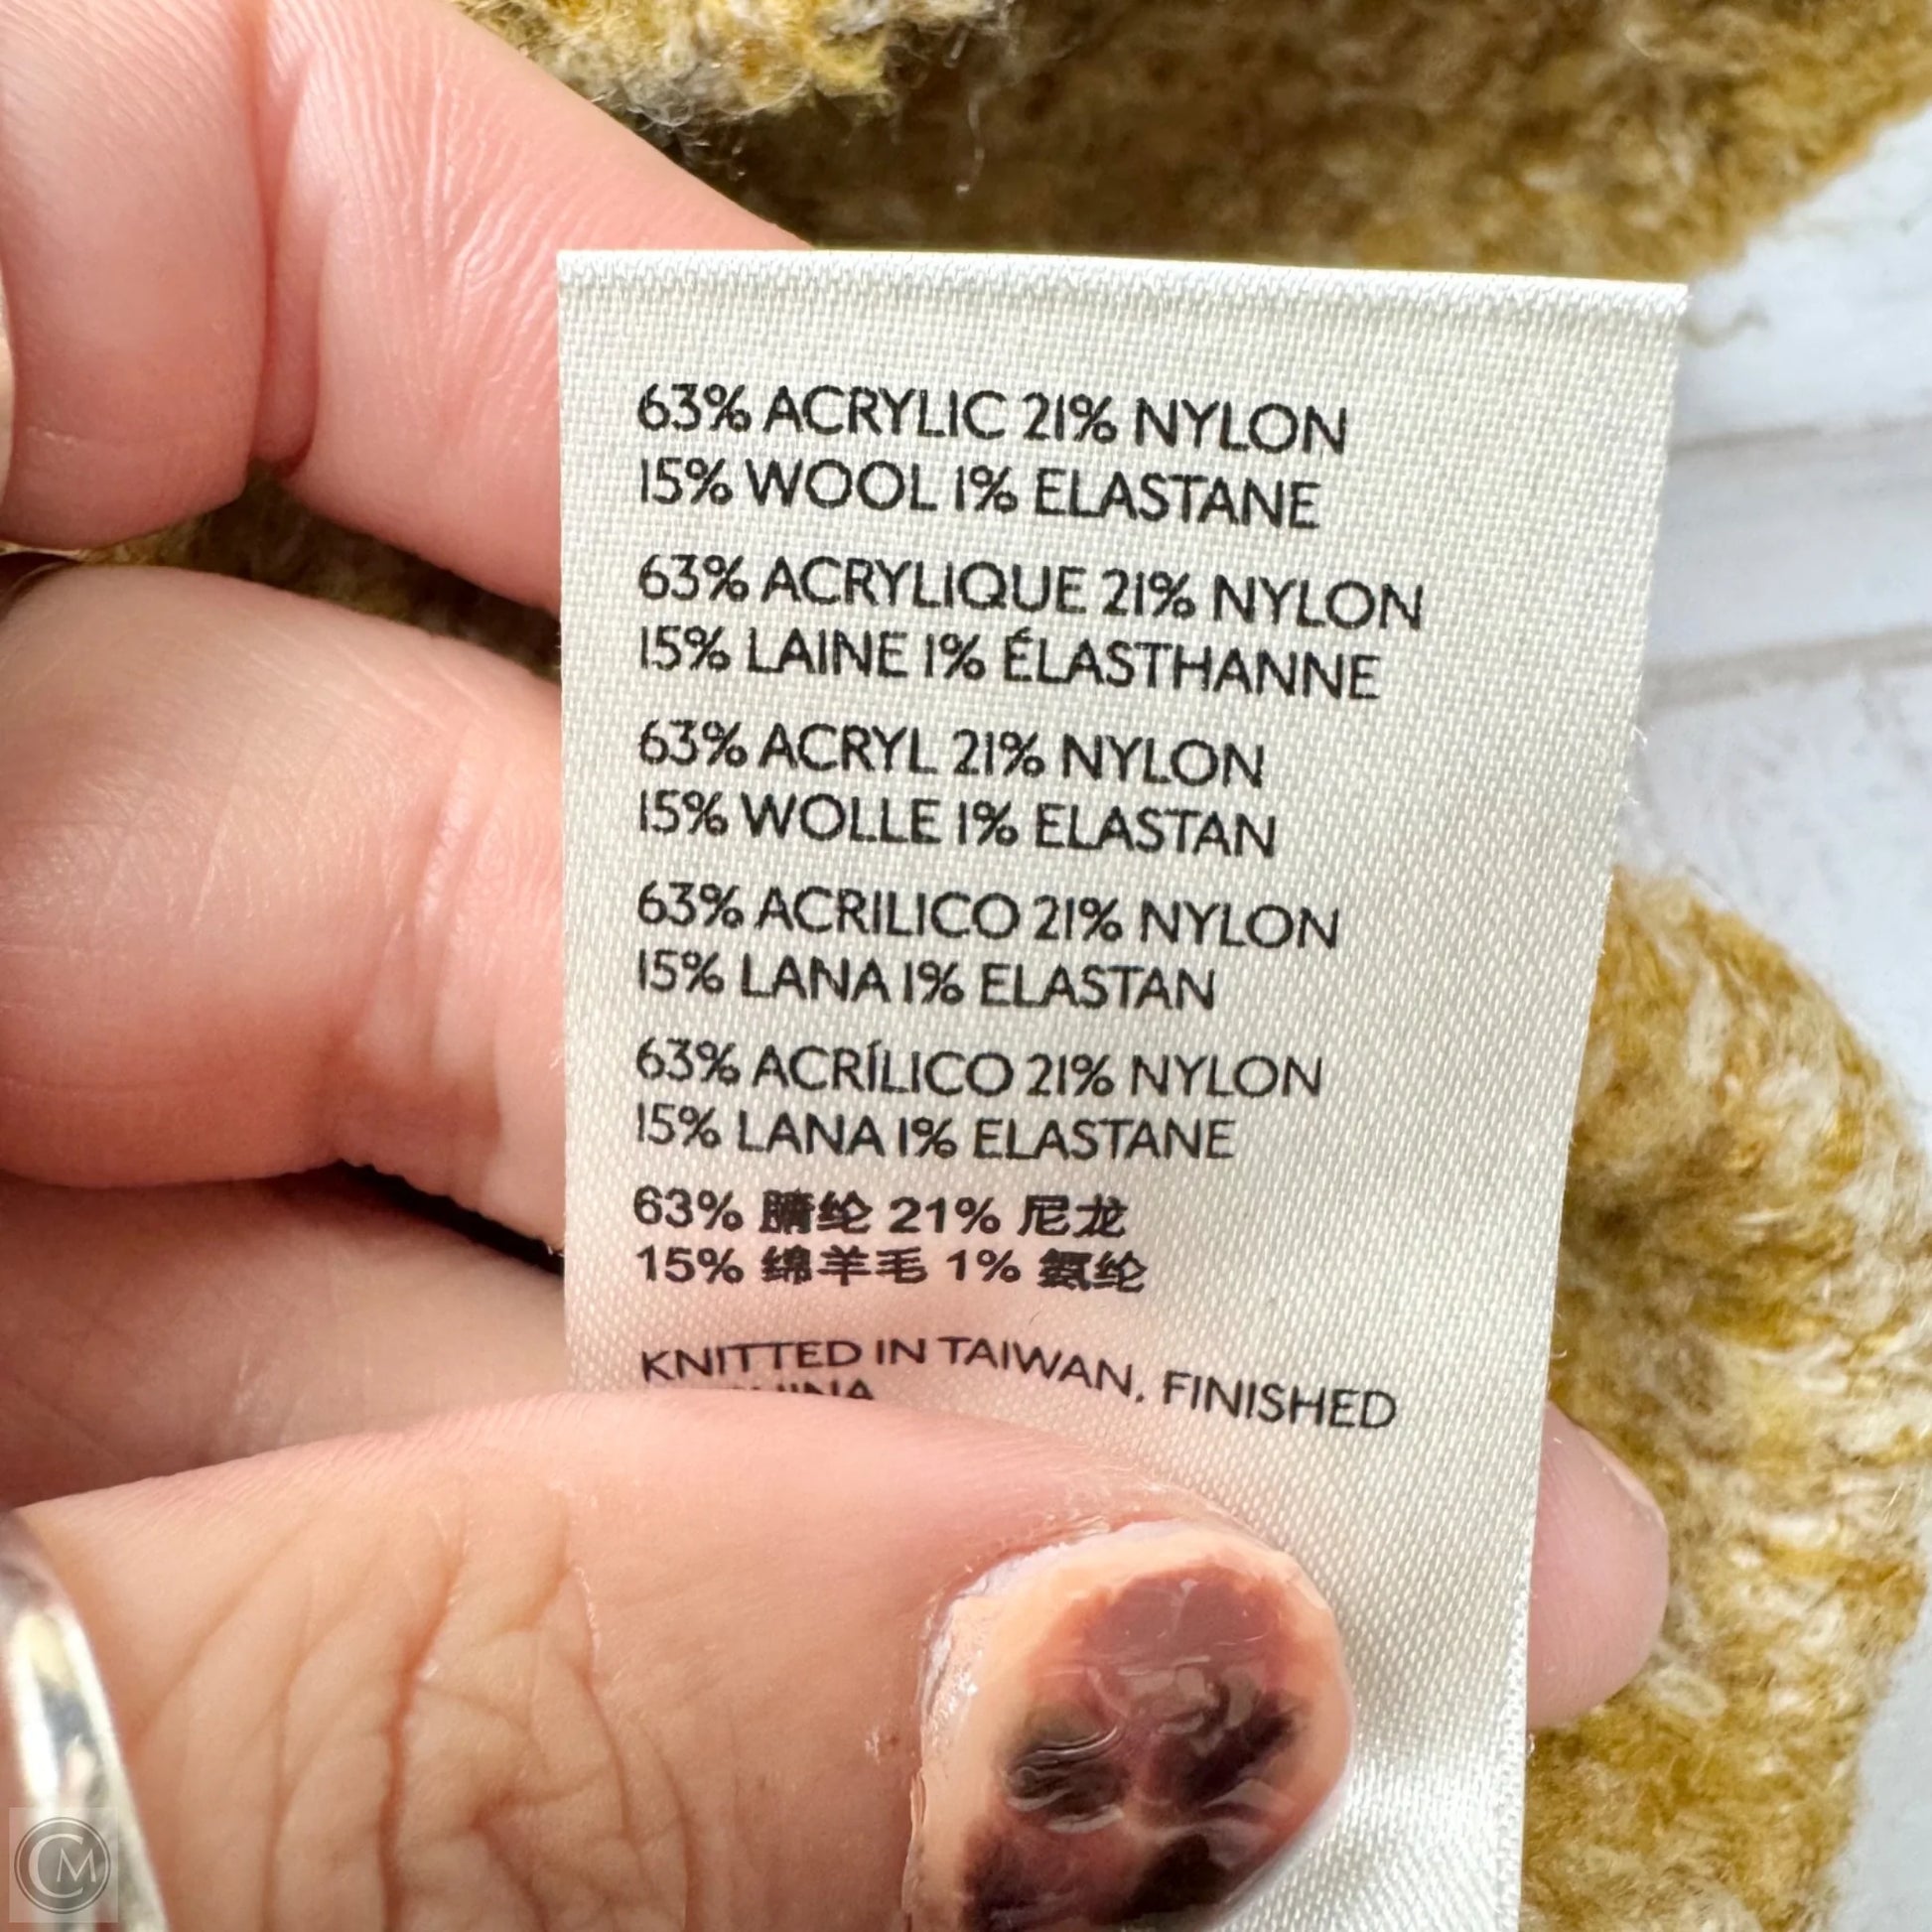 63% ACRYLIC 21% NYLON
15% WOOL 1% ELASTANE
63% ACRYLIQUE 21% NYLON
15% LAINE 1% ÉLASTHANNE
63% ACRYL 21% NYLON
15% WOLLE 1% ELASTAN
63% ACRILICO 21% NYLON
15% LANA 1% ELASTAN
63% ACRÍLICO 21% NYLON
15% LANA 1% ELASTANE
63% 腈纶 21% 尼龙
15% 绵羊毛 1% 氨纶
KNITTED IN TAIWAN, FINISHED
CM